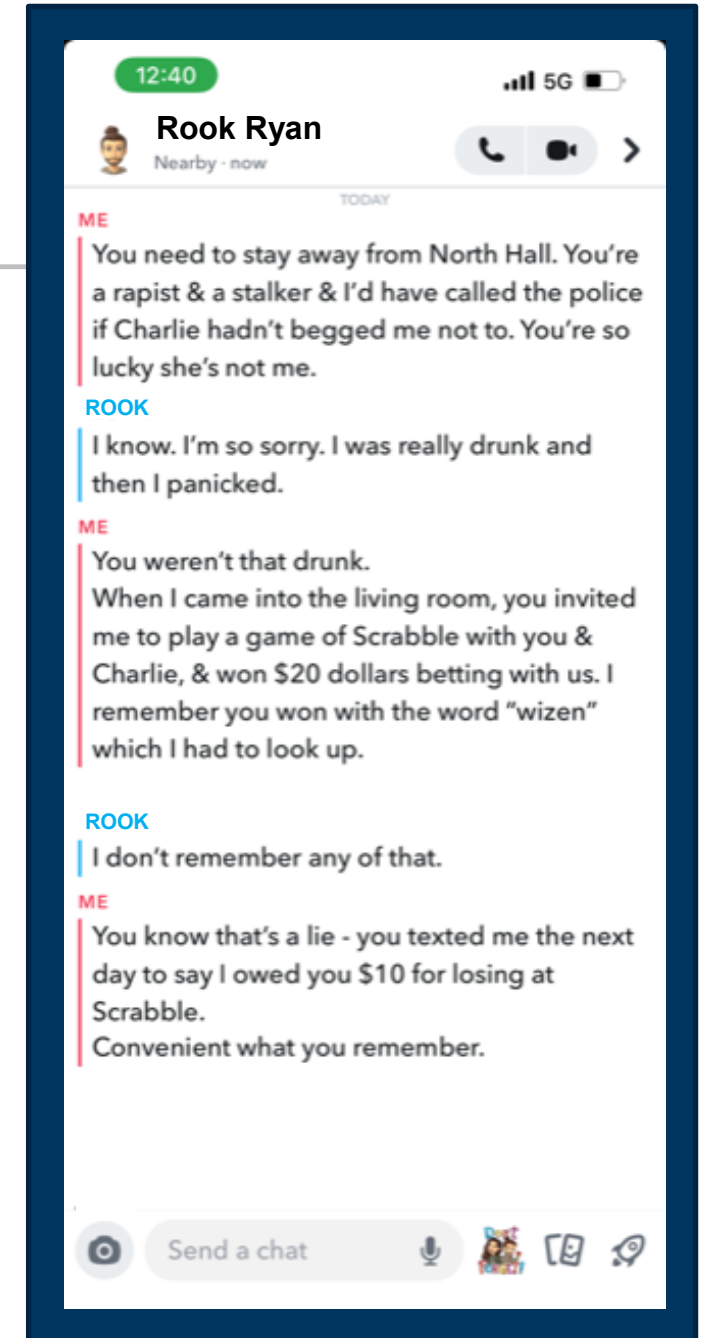 12:40
5G
Rook Ryan
Nearby · now
TODAY
ME
You need to stay away from North Hall. You’re
a rapist & a stalker & I’d have called the police
if Charlie hadn’t begged me not to. You’re so
lucky she’s not me.
ROOK
I know. I’m so sorry. I was really drunk and
then I panicked.
ME
You weren’t that drunk.
When I came into the living room, you invited
me to play a game of Scrabble with you &
Charlie, & won $20 dollars betting with us. I
remember you won with the word “wizen”
which I had to look up.
ROOK
I don’t remember any of that.
ME
You know that’s a lie - you texted me the next
day to say I owed you $10 for losing at
Scrabble.
Convenient what you remember.
Send a chat